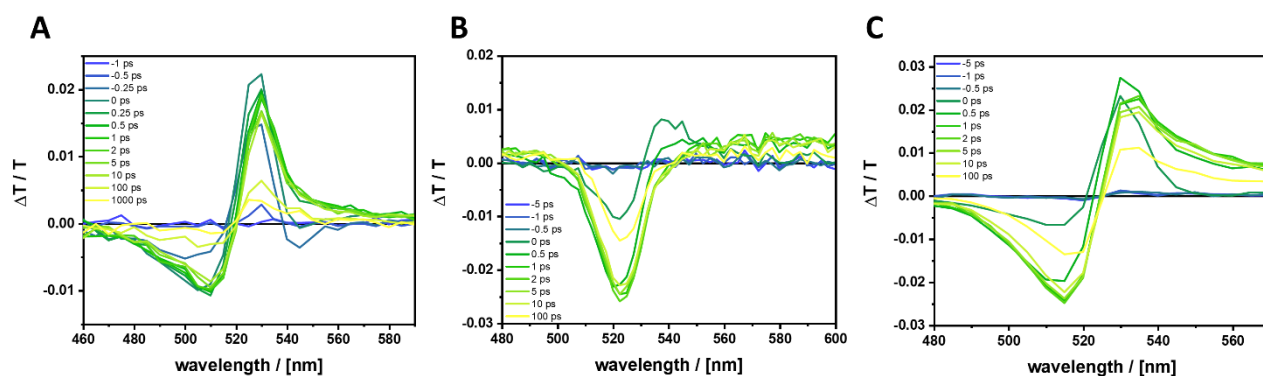 A
ΔT / T
0.02
0.01
0.00
-0.01
-1 ps
-0.5 ps
-0.25 ps
0 ps
0.25 ps
0.5 ps
1 ps
2 ps
5 ps
10 ps
100 ps
1000 ps
460 480 500 520 540 560 580
wavelength / [nm]
B
ΔT / T
0.02
0.01
0.00
-0.01
-0.02
-0.03
-5 ps
-1 ps
-0.5 ps
0 ps
0.5 ps
1 ps
2 ps
5 ps
10 ps
100 ps
480 500 520 540 560 580 600
wavelength / [nm]
C
ΔT / T
0.03
0.02
0.01
0.00
-0.01
-0.02
-0.03
-5 ps
-1 ps
-0.5 ps
0 ps
0.5 ps
1 ps
2 ps
5 ps
10 ps
100 ps
480 500 520 540 560
wavelength / [nm]